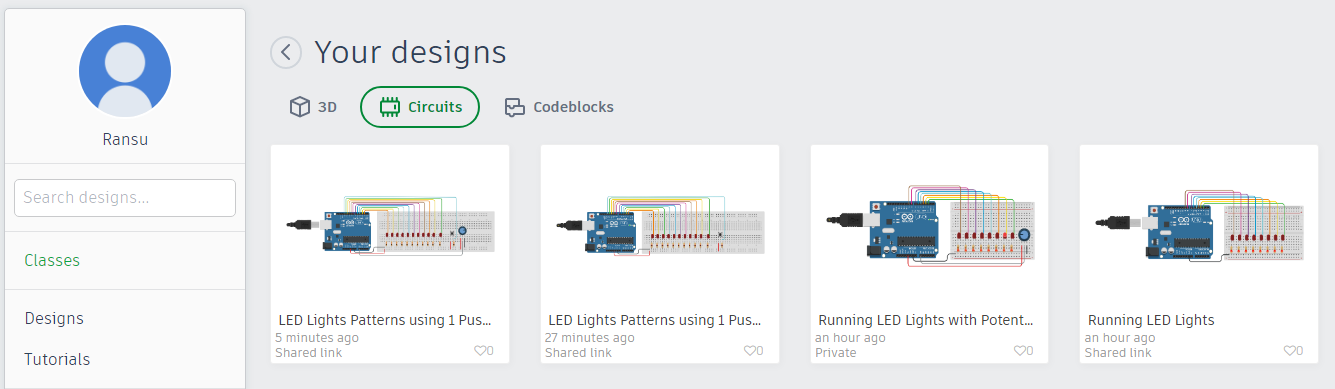 Ransu
Search designs...
Classes
Designs
Tutorials
Your designs
3D
Circuits
Codeblocks
LED Lights Patterns using 1 Pus...
5 minutes ago
Shared link
0
LED Lights Patterns using 1 Pus...
27 minutes ago
Shared link
0
Running LED Lights with Potent...
an hour ago
Private
0
Running LED Lights
an hour ago
Shared link
0